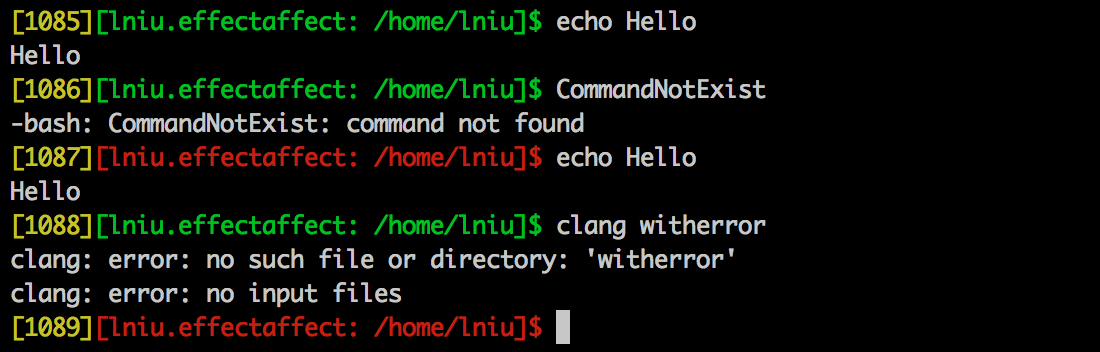 [1085][lniu.effectaffect: /home/lniu]$ echo Hello
Hello
[1086][lniu.effectaffect: /home/lniu]$ CommandNotExist
-bash: CommandNotExist: command not found
[1087][lniu.effectaffect: /home/lniu]$ echo Hello
Hello
[1088][lniu.effectaffect: /home/lniu]$ clang witherror
clang: error: no such file or directory: 'witherror'
clang: error: no input files
[1089][lniu.effectaffect: /home/lniu]$